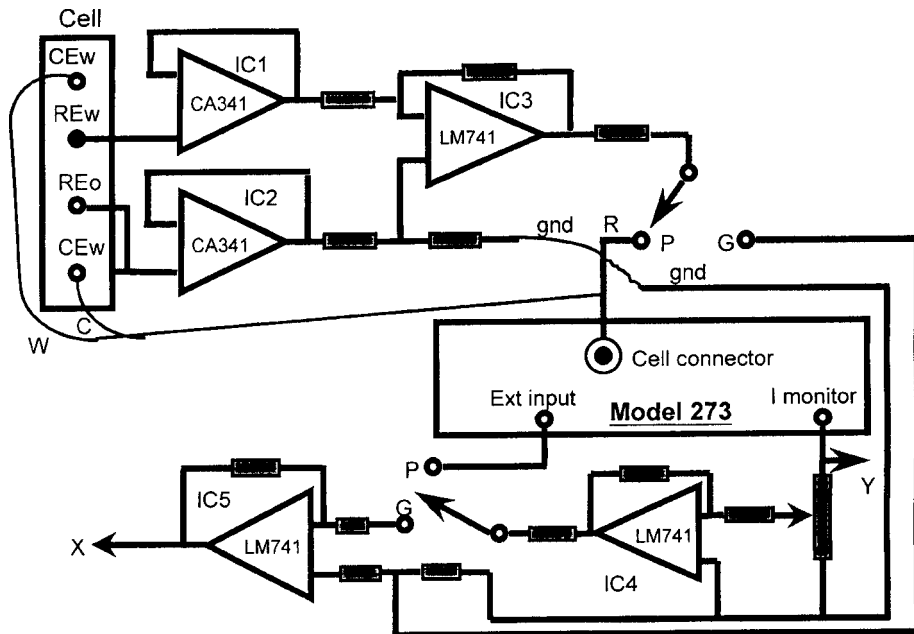 Cell
CEw
REw
REo
CEw
W
C
IC1
CA341
IC2
CA341
IC3
LM741
gnd
R
P
G
gnd
Cell connector
Ext input
Model 273
I monitor
P
G
Y
IC5
LM741
X
LM741
IC4